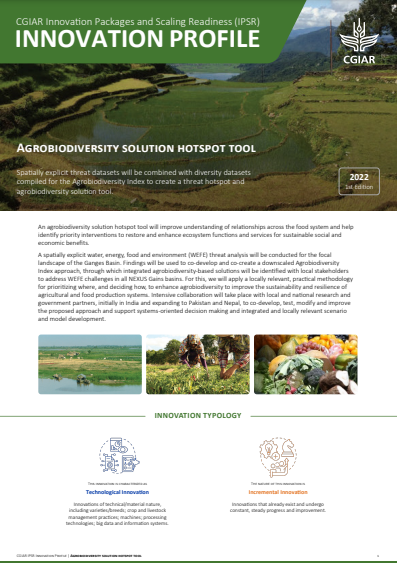 CGIAR Innovation Packages and Scaling Readiness (IPSR)
INNOVATION PROFILE
CGIAR
AGROBIODIVERSITY SOLUTION HOTSPOT TOOL
Spatially explicit threat datasets will be combined with diversity datasets
compiled for the Agrobiodiversity Index to create a threat hotspot and
agrobiodiversity solution tool.
2022
1st Edition
An agrobiodiversity solution hotspot tool will improve understanding of relationships across the food system and help
identify priority interventions to restore and enhance ecosystem functions and services for sustainable social and
economic benefits.
A spatially explicit water, energy, food and environment (WEFE) threat analysis will be conducted for the focal
landscape of the Ganges Basin. Findings will be used to co-develop and co-create a downscaled Agrobiodiversity
Index approach, through which integrated agrobiodiversity-based solutions will be identified with local stakeholders
to address WEFE challenges in all NEXUS Gains basins. For this, we will apply a locally relevant, practical methodology
for prioritizing where, and deciding how, to enhance agrobiodiversity to improve the sustainability and resilience of
agricultural and food production systems. Intensive collaboration will take place with local and national research and
government partners, initially in India and expanding to Pakistan and Nepal, to co-develop, test, modify and improve
the proposed approach and support systems-oriented decision making and integrated and locally relevant scenario
and model development.
INNOVATION TYPOLOGY
THIS INNOVATION IS CHARACTERIZED AS
Technological Innovation
Innovations of technical/material nature,
including varieties/breeds; crop and livestock
management practices; machines; processing
technologies; big data and information systems.
THE NATURE OF THIS INNOVATION IS
Incremental Innovation
Innovations that already exist and undergo
constant, steady progress and improvement.
CGIAR IPSR Innovation Profile | AGROBIODIVERSITY SOLUTION HOTSPOT TOOL